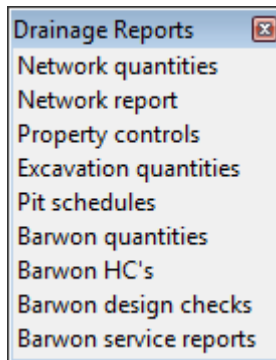 Drainage Reports
Network quantities
Network report
Property controls
Excavation quantities
Pit schedules
Barwon quantities
Barwon HC's
Barwon design checks
Barwon service reports